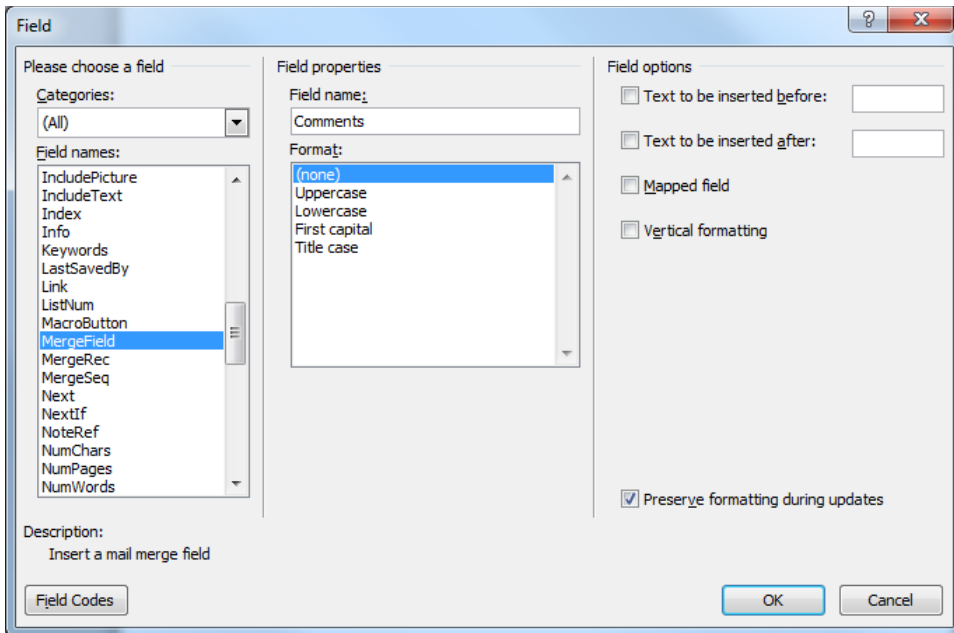 Field
Please choose a field
Categories:
(All)
Field names:
IncludePicture
IncludeText
Index
Info
Keywords
LastSavedBy
Link
ListNum
MacroButton
MergeField
MergeRec
MergeSeq
Next
NextIf
NoteRef
NumChars
NumPages
NumWords
Field properties
Field name:
Comments
Format:
(none)
Uppercase
Lowercase
First capital
Title case
Field options
Text to be inserted before:
Text to be inserted after:
Mapped field
Vertical formatting
Preserve formatting during updates
Description:
Insert a mail merge field
Field Codes
OK
Cancel